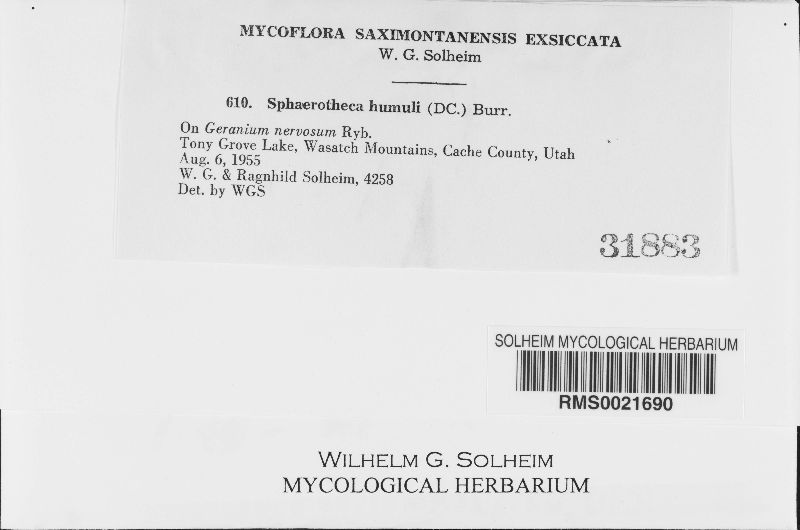 MYCOFLORA SAXIMONTANENSIS EXSICCATA
W. G. Solheim
610. Sphaerotheca humuli (DC.) Burr.
On Geranium nervosum Ryb.
Tony Grove Lake, Wasatch Mountains, Cache County, Utah
Aug. 6, 1955
W. G. & Ragnhild Solheim, 4258
Det. by WGS
31883
SOLHEIM MYCOLOGICAL HERBARIUM
RMS0021690
WILHELM G. SOLHEIM
MYCOLOGICAL HERBARIUM